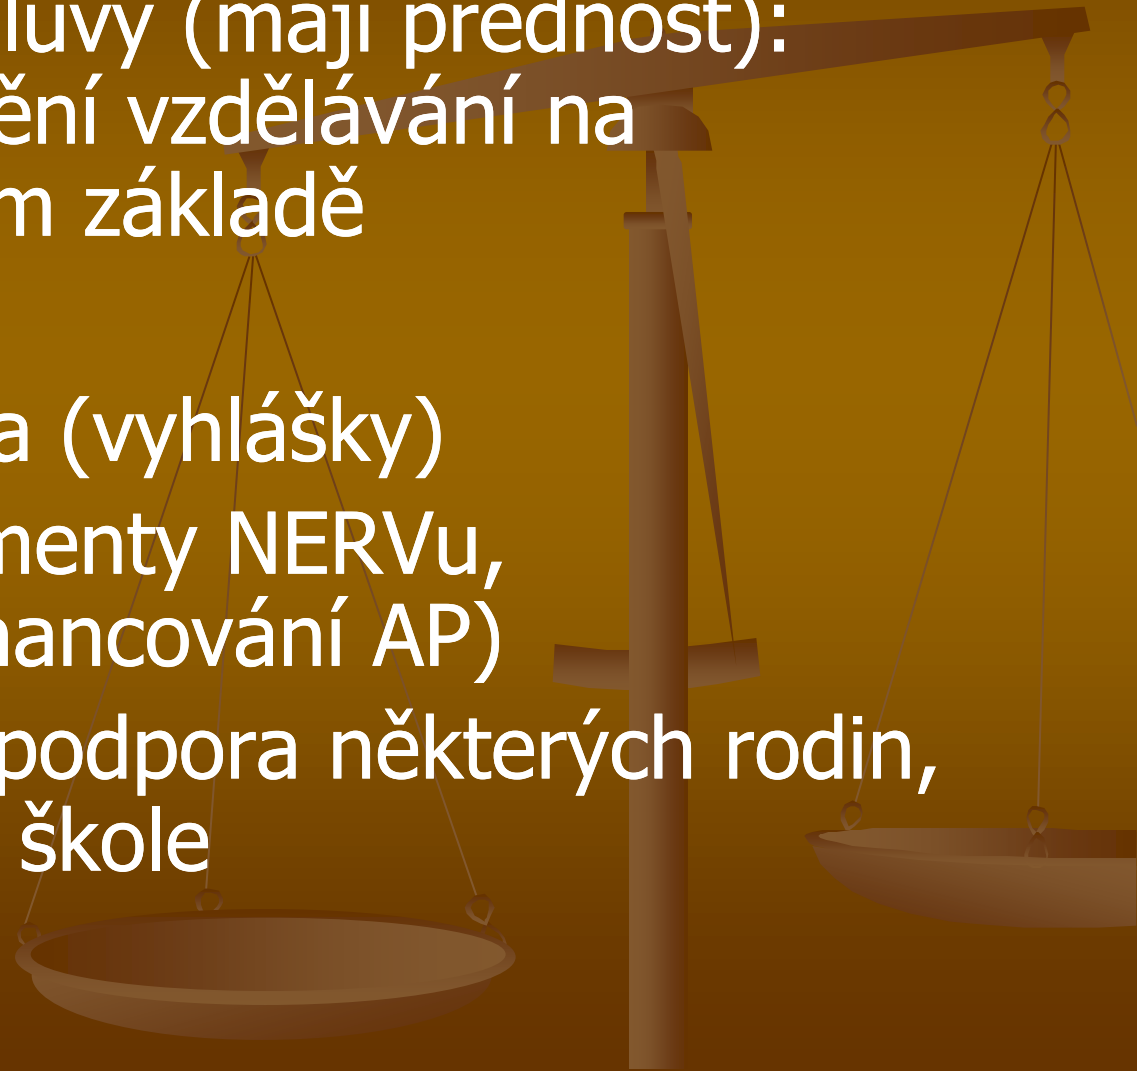 luvy (mají přednost):
ění vzdělávání na
m základě
a (vyhlášky)
menty NERVu,
nancování AP)
podpora některých rodin,
škole